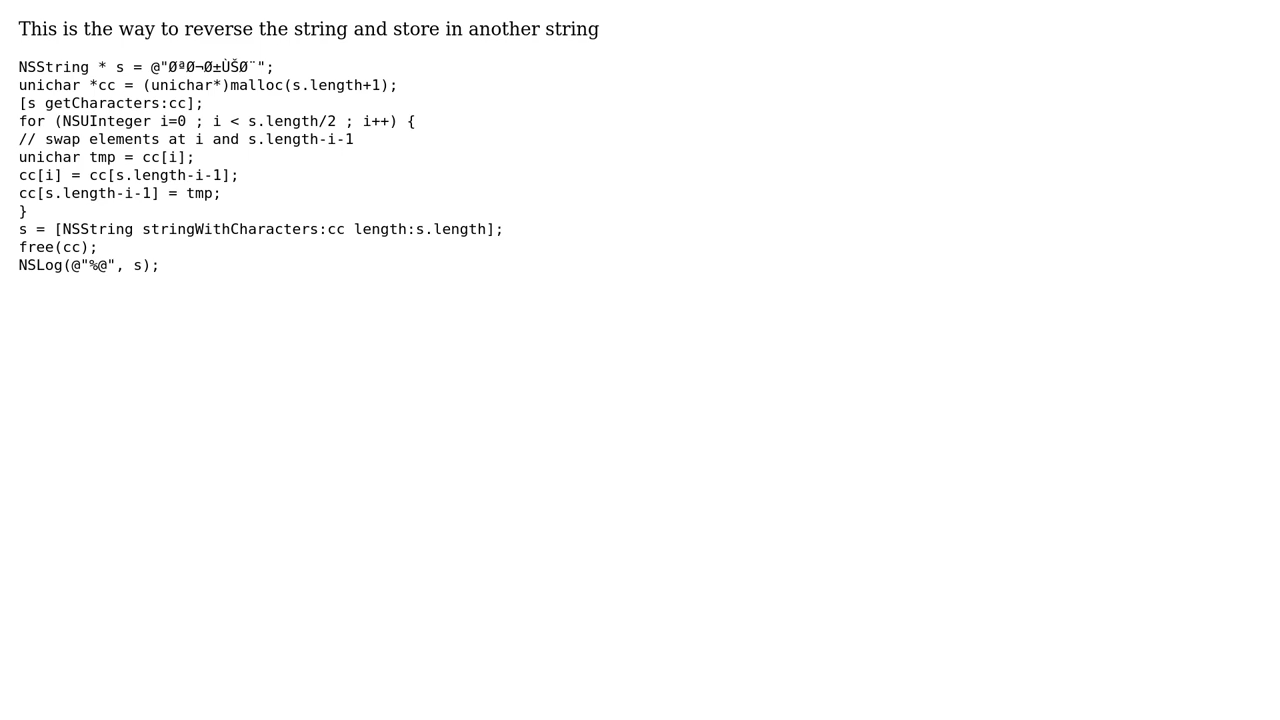 This is the way to reverse the string and store in another string
NSString * s = @"ØªØ¬Ø±ÙŠØ¨";
unichar *cc = (unichar*)malloc(s.length+1);
[s getCharacters:cc];
for (NSUInteger i=0 ; i < s.length/2 ; i++) {
// swap elements at i and s.length-i-1
unichar tmp = cc[i];
cc[i] = cc[s.length-i-1];
cc[s.length-i-1] = tmp;
}
s = [NSString stringWithCharacters:cc length:s.length];
free(cc);
NSLog(@"%@", s);